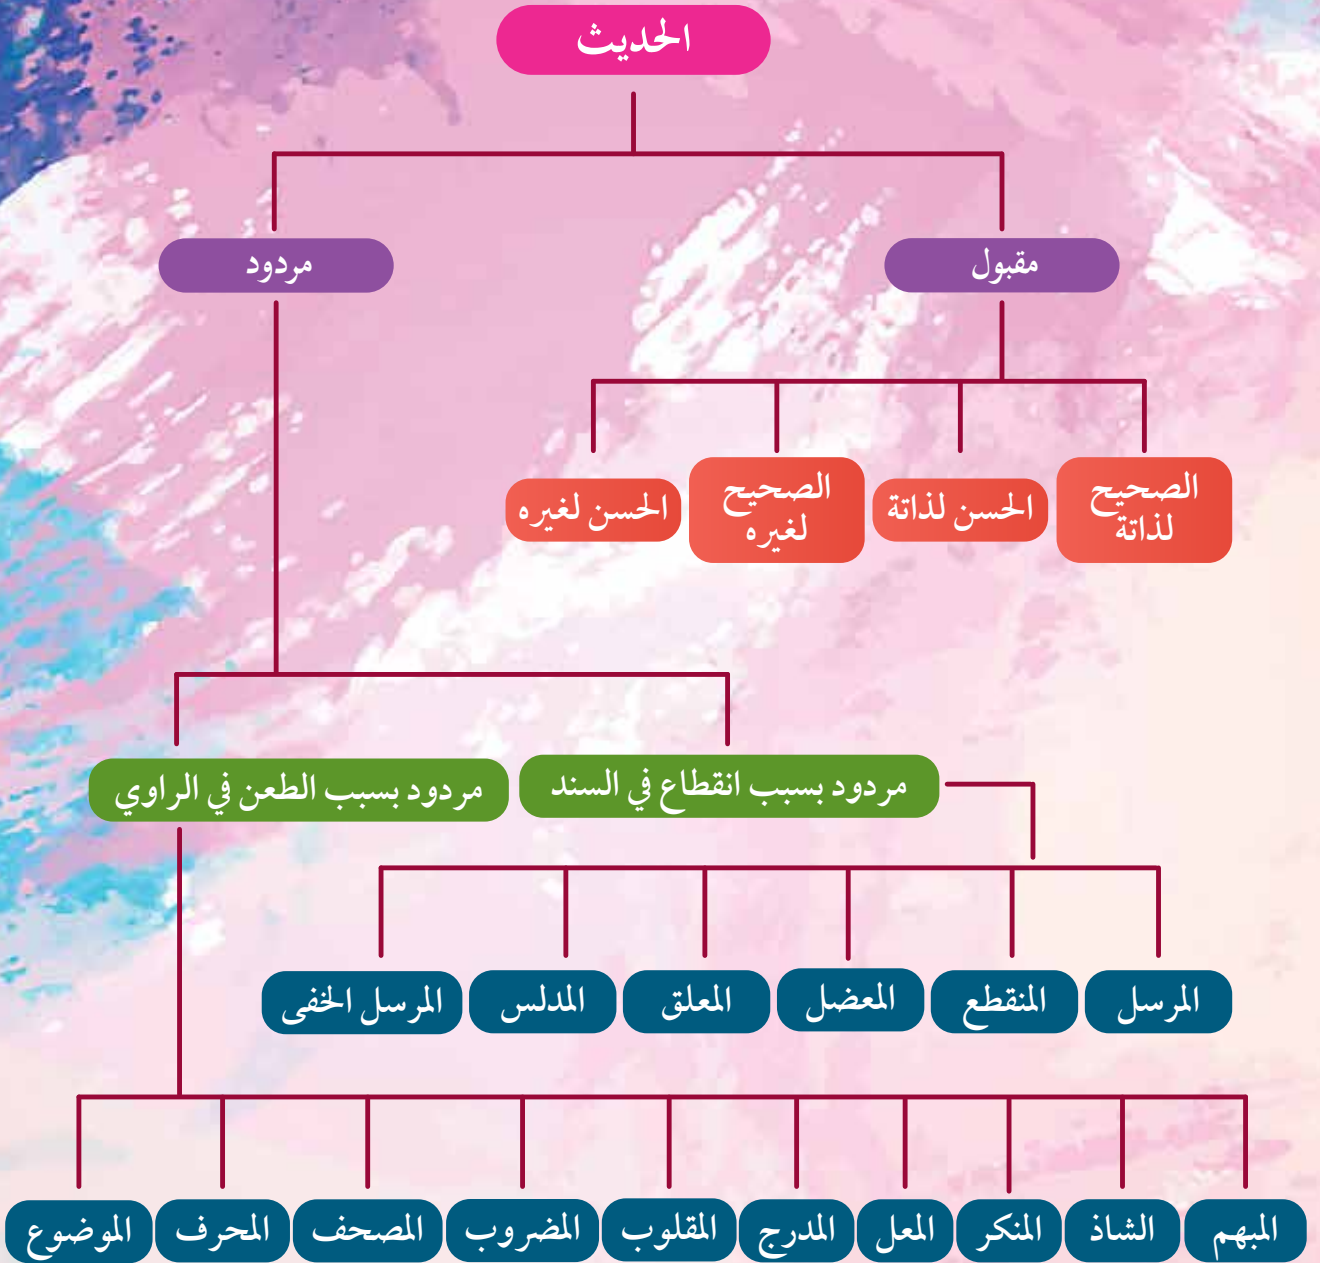 الحديث
مقبول
مردود
الصحيح
لذاتة
الحسن لذاتة
الصحيح
لغيره
الحسن لغيره
مردود بسبب انقطاع في السند
مردود بسبب الطعن في الراوي
المرسل
المنقطع
المعضل
المعلق
المدلس
المرسل الخفى
المبهم
الشاذ
المنكر
المعل
المدرج
المقلوب
المضروب
المصحف
المحرف
الموضوع